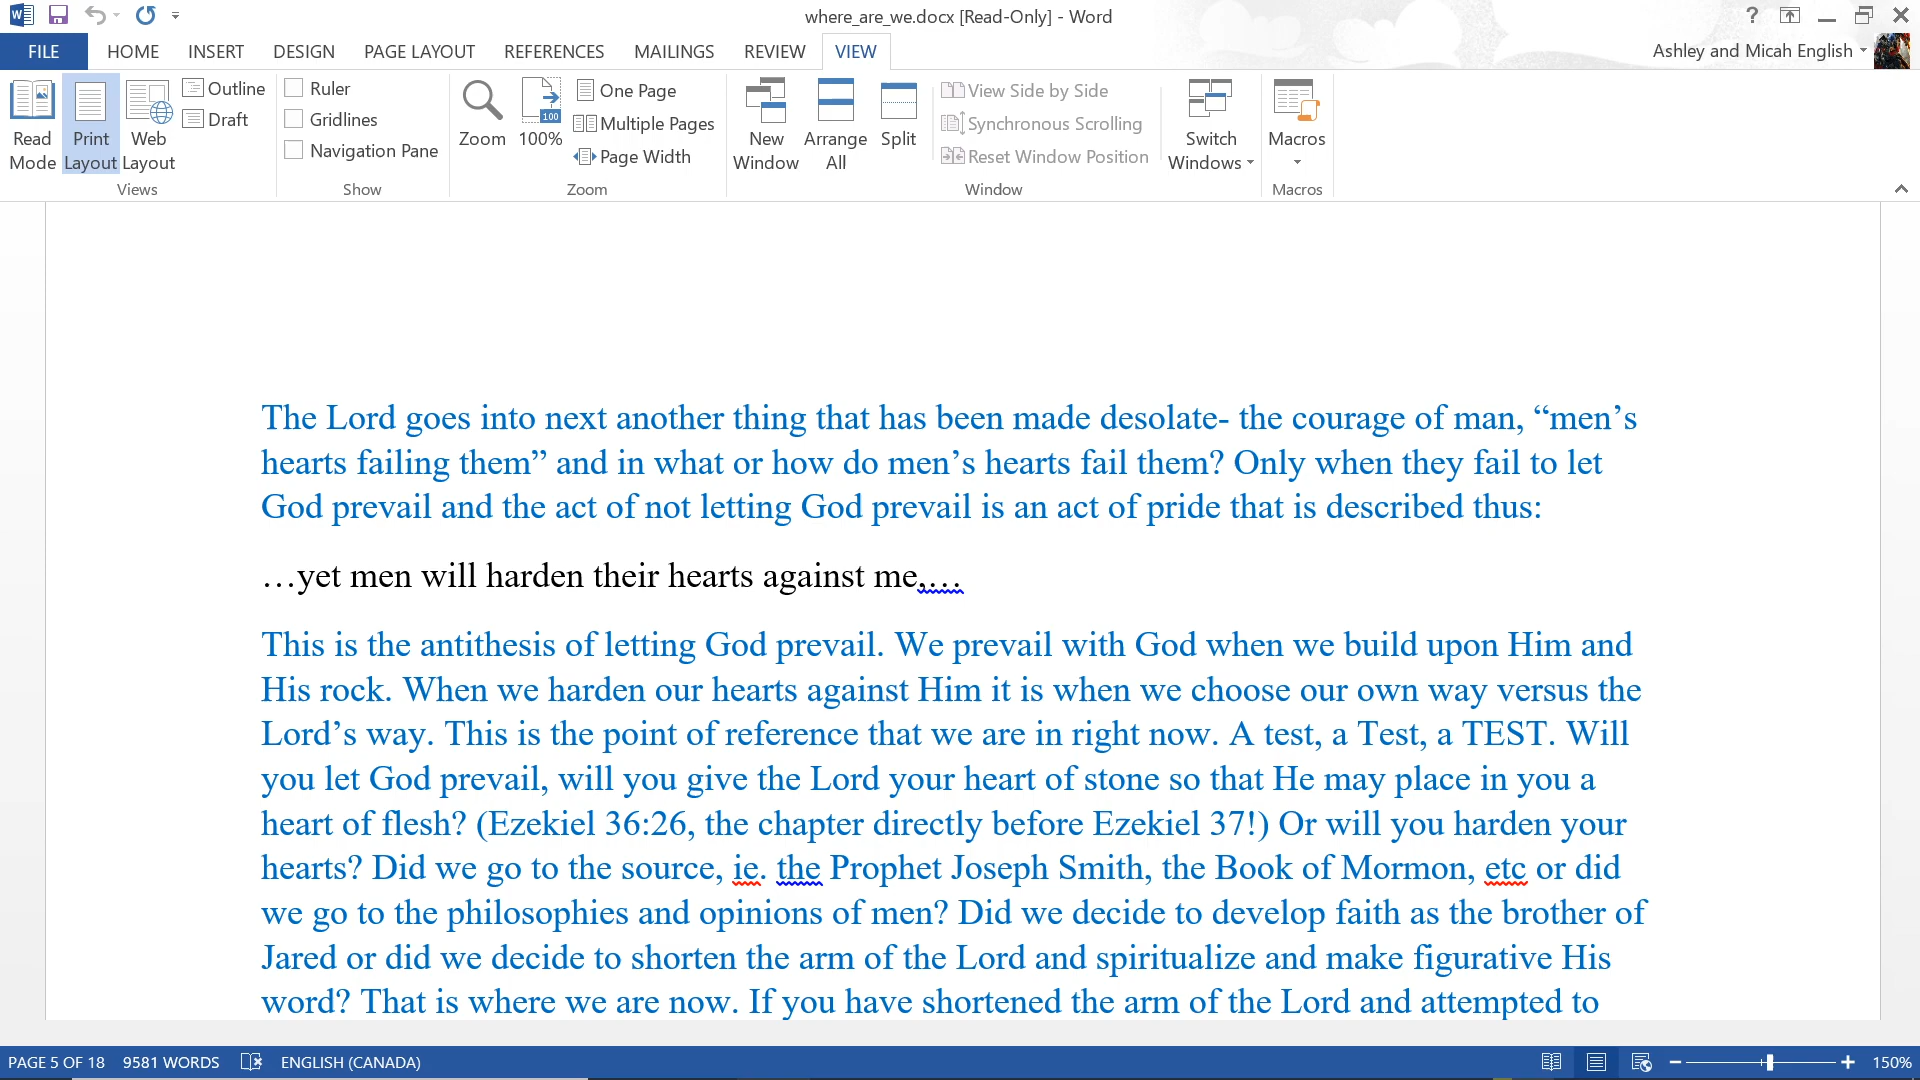 where_are_we.docx [Read-Only] - Word
?
FILE HOME INSERT DESIGN PAGE LAYOUT REFERENCES MAILINGS REVIEW VIEW
Ashley and Micah English
Read Mode
Print Layout
Web Layout
Outline
Draft
Views
Ruler
Gridlines
Navigation Pane
Show
Zoom
100
100%
One Page
Multiple Pages
Page Width
Zoom
New Window
Arrange All
Split
View Side by Side
Synchronous Scrolling
Reset Window Position
Window
Switch Windows
Macros
Macros
The Lord goes into next another thing that has been made desolate- the courage of man, “men’s
hearts failing them” and in what or how do men’s hearts fail them? Only when they fail to let
God prevail and the act of not letting God prevail is an act of pride that is described thus:
…yet men will harden their hearts against me,…
This is the antithesis of letting God prevail. We prevail with God when we build upon Him and
His rock. When we harden our hearts against Him it is when we choose our own way versus the
Lord’s way. This is the point of reference that we are in right now. A test, a Test, a TEST. Will
you let God prevail, will you give the Lord your heart of stone so that He may place in you a
heart of flesh? (Ezekiel 36:26, the chapter directly before Ezekiel 37!) Or will you harden your
hearts? Did we go to the source, ie. the Prophet Joseph Smith, the Book of Mormon, etc or did
we go to the philosophies and opinions of men? Did we decide to develop faith as the brother of
Jared or did we decide to shorten the arm of the Lord and spiritualize and make figurative His
word? That is where we are now. If you have shortened the arm of the Lord and attempted to
PAGE 5 OF 18 9581 WORDS ENGLISH (CANADA)
150%